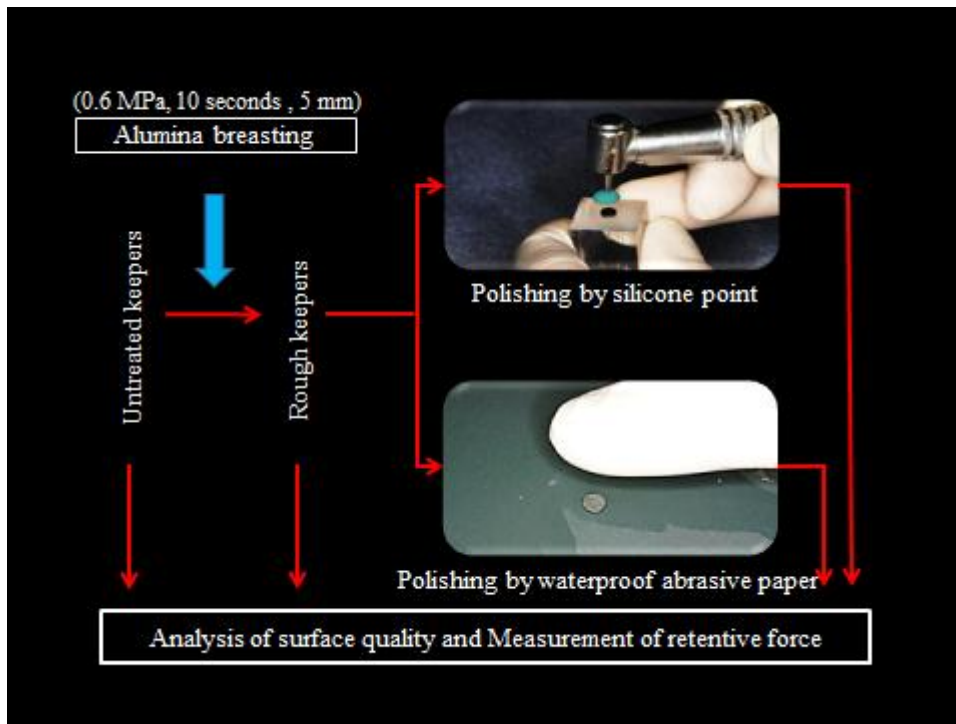 (0.6 MPa, 10 seconds , 5 mm)
Alumina breasting
Untreated keepers
Rough keepers
Polishing by silicone point
Polishing by waterproof abrasive paper
Analysis of surface quality and Measurement of retentive force